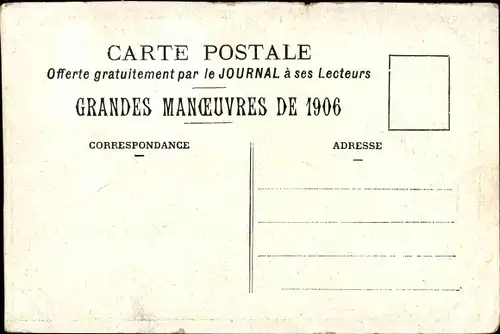 CARTE POSTALE
Offerte gratuitement par le JOURNAL à ses Lecteurs
GRANDES MANŒUVRES DE 1906
CORRESPONDANCE
ADRESSE